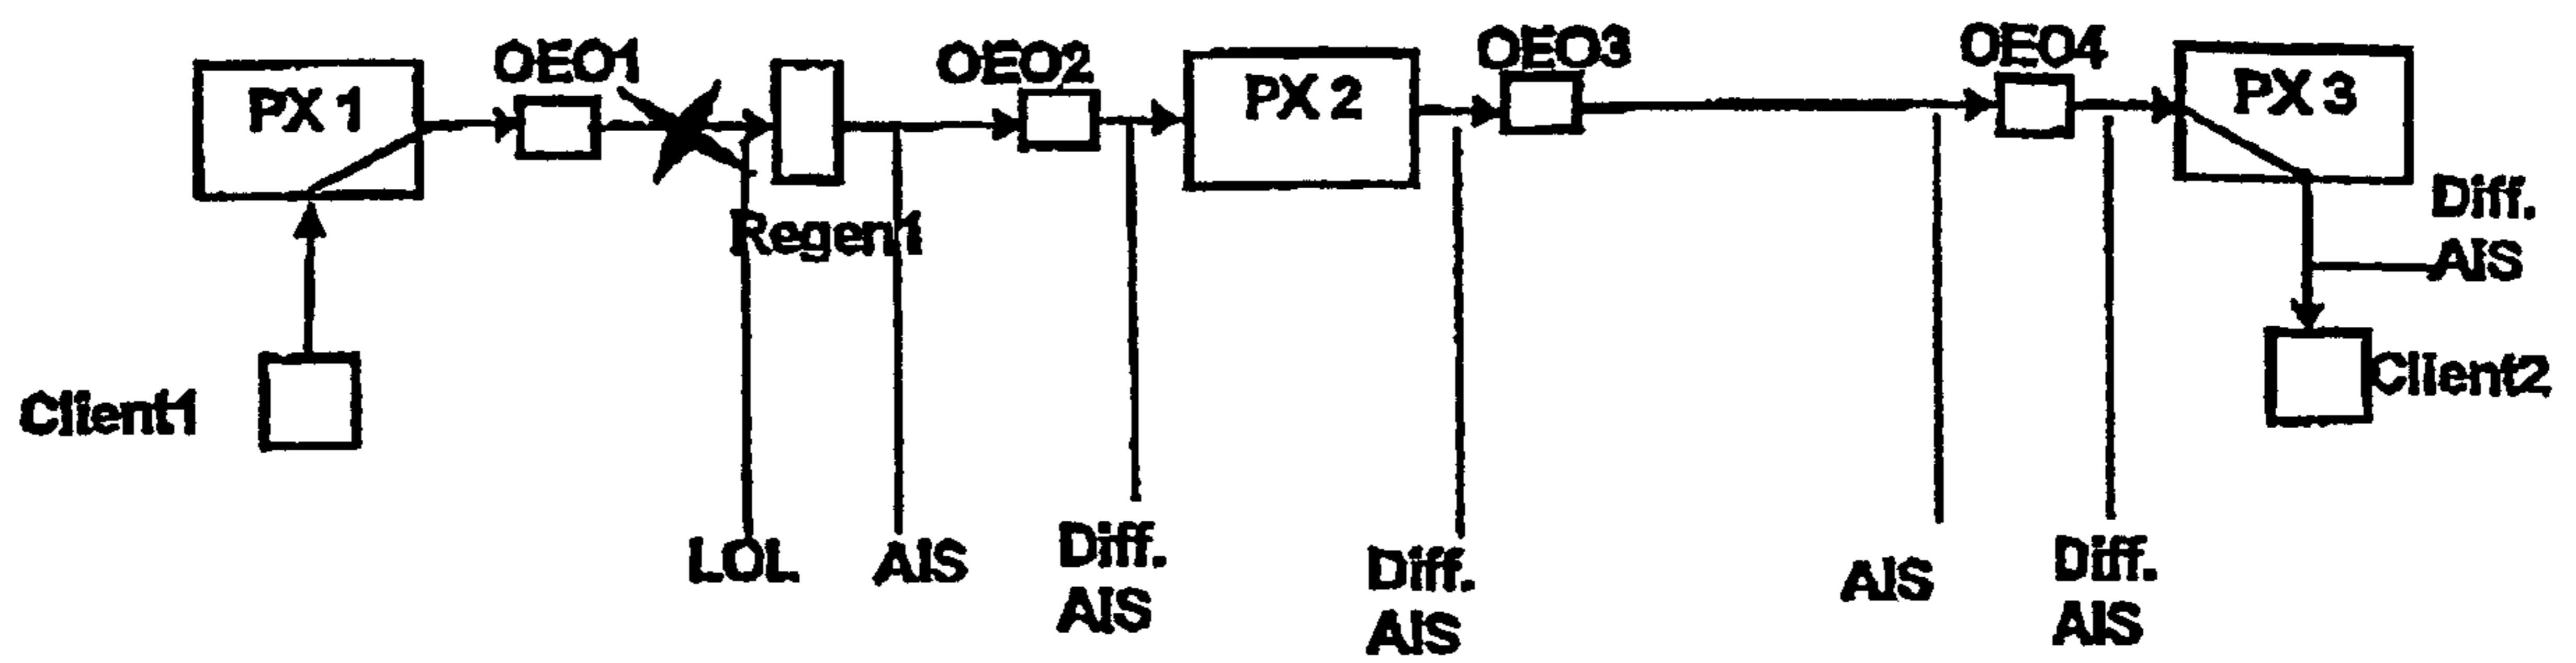 OEO1
OEO2
OEO3
OEO4
PX 1
PX 2
PX 3
Regen1
Diff.
AIS
Client1
Client2
LOL
AIS
Diff.
AIS
Diff.
AIS
AIS
Diff.
AIS